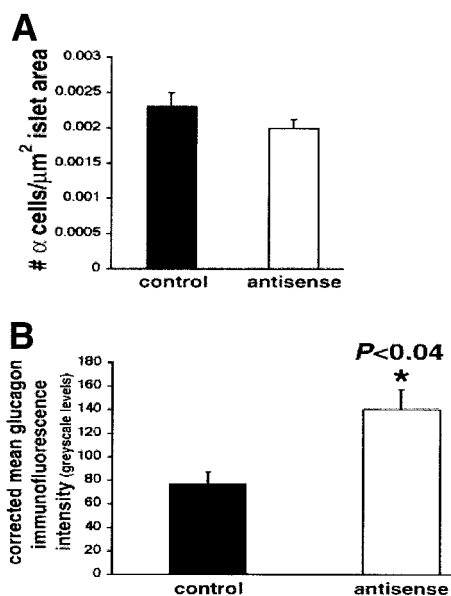 A
# α cells/µm² islet area
0.003
0.0025
0.002
0.0015
0.001
0.0005
0
control antisense
B
corrected mean glucagon
immunofluorescence
intensity (greyscale levels)
180
160
140
120
100
80
60
40
20
0
P<0.04
*
control antisense